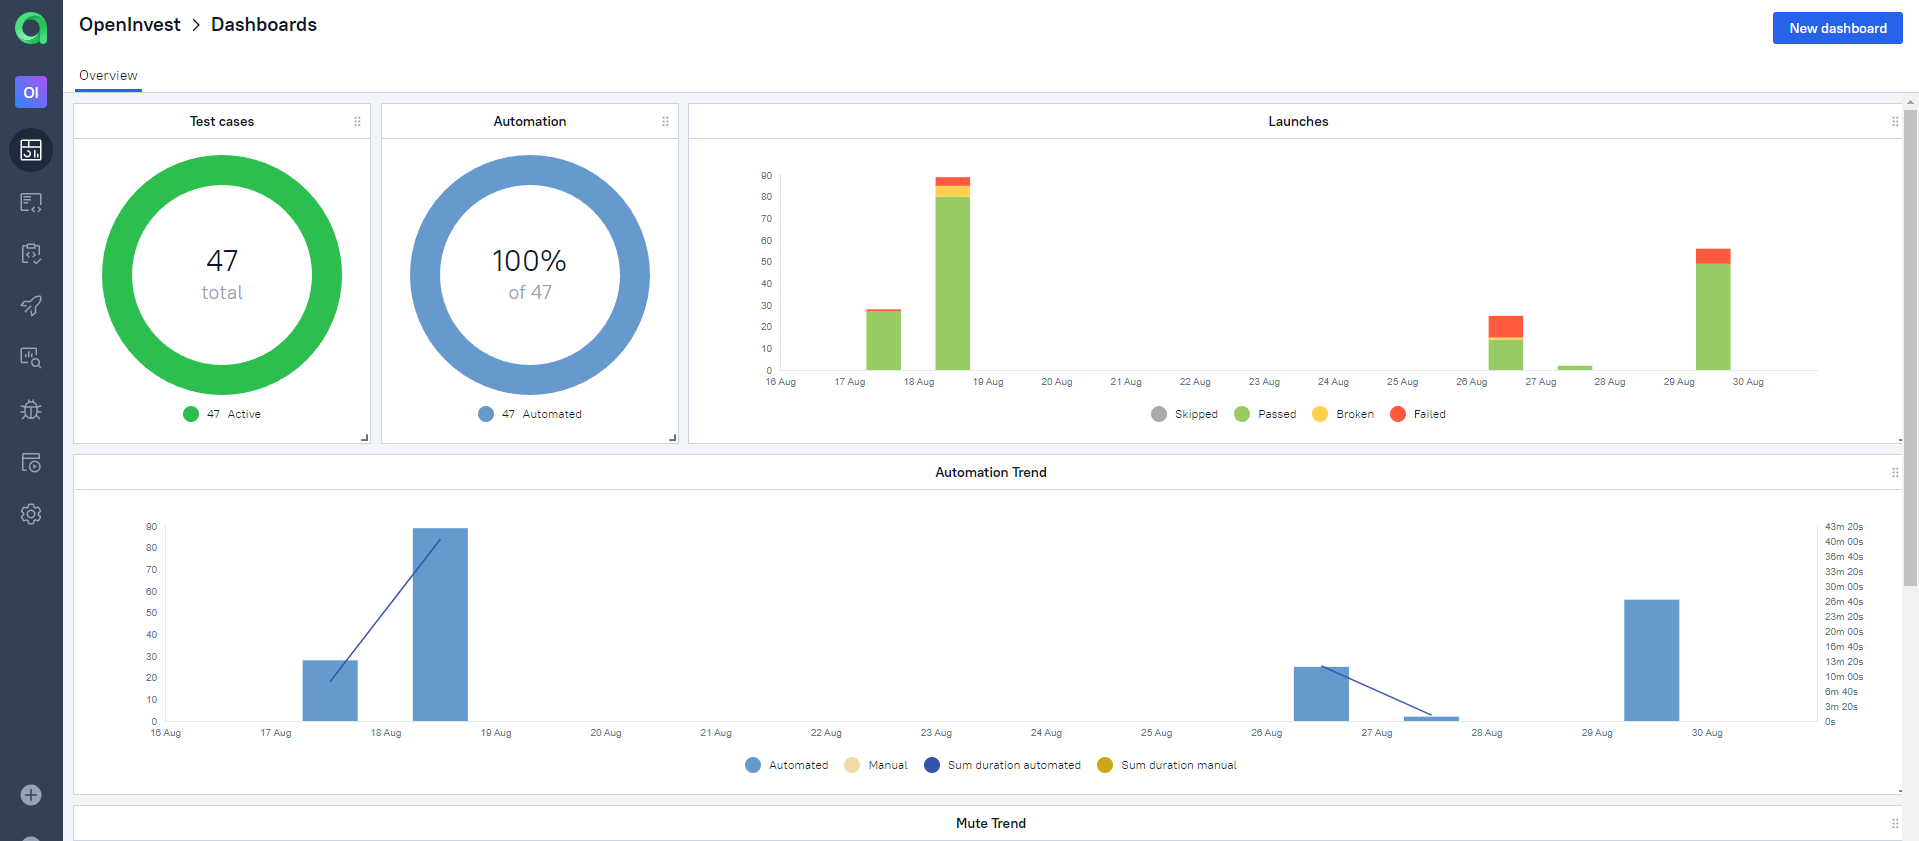 OpenInvest > Dashboards
New dashboard
OI
Overview
Test cases
47
total
47 Active
Automation
100%
of 47
47 Automated
Launches
90
80
70
60
50
40
30
20
10
0
16 Aug 17 Aug 18 Aug 19 Aug 20 Aug 21 Aug 22 Aug 23 Aug 24 Aug 25 Aug 26 Aug 27 Aug 28 Aug 29 Aug 30 Aug
Skipped Passed Broken Failed
Automation Trend
90
80
70
60
50
40
30
20
10
0
43m 20s
40m 00s
36m 40s
33m 20s
30m 00s
26m 40s
23m 20s
20m 00s
16m 40s
13m 20s
10m 00s
6m 40s
3m 20s
0s
16 Aug 17 Aug 18 Aug 19 Aug 20 Aug 21 Aug 22 Aug 23 Aug 24 Aug 25 Aug 26 Aug 27 Aug 28 Aug 29 Aug 30 Aug
Automated Manual Sum duration automated Sum duration manual
Mute Trend